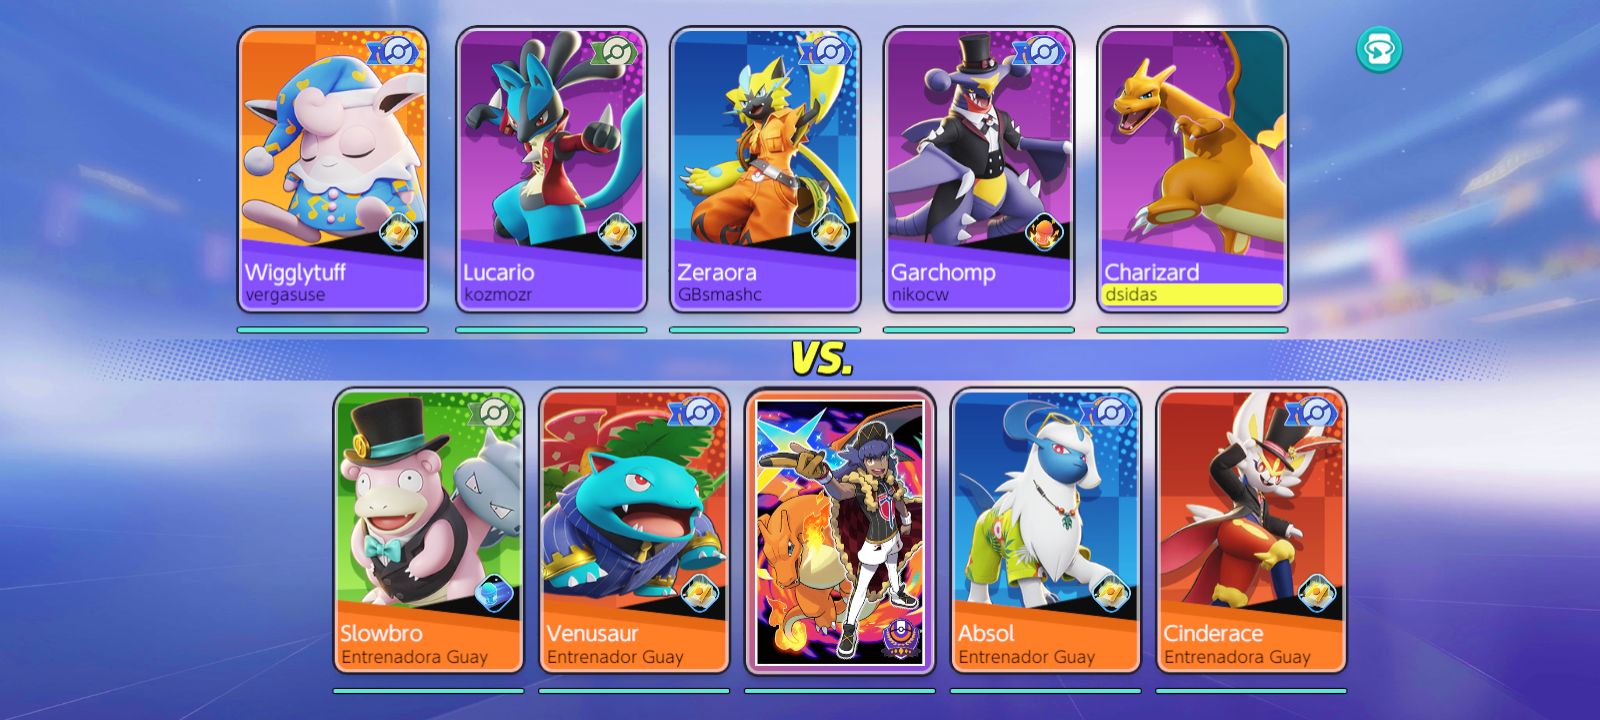 Wigglytuff
vergasuse
Lucario
kozmozr
Zeraora
GBsmashc
Garchomp
nikocw
Charizard
dsidas
VS.
Slowbro
Entrenadora Guay
Venusaur
Entrenador Guay
Absol
Entrenador Guay
Cinderace
Entrenadora Guay